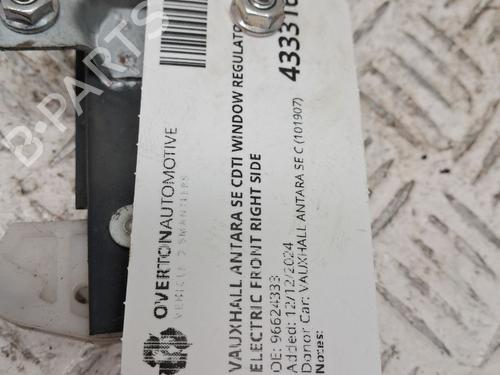 OVERTONAUTOMOTIVE
VEHICLE DISMANTLERS
VAUXHALL ANTARA SE CDTI WINDOW REGULATO
ELECTRIC FRONT RIGHT SIDE
OE: 96624333
Added: 12/12/2024
Donor Car: VAUXHALL ANTARA SE C (101907)
Notes:
B-PARTS